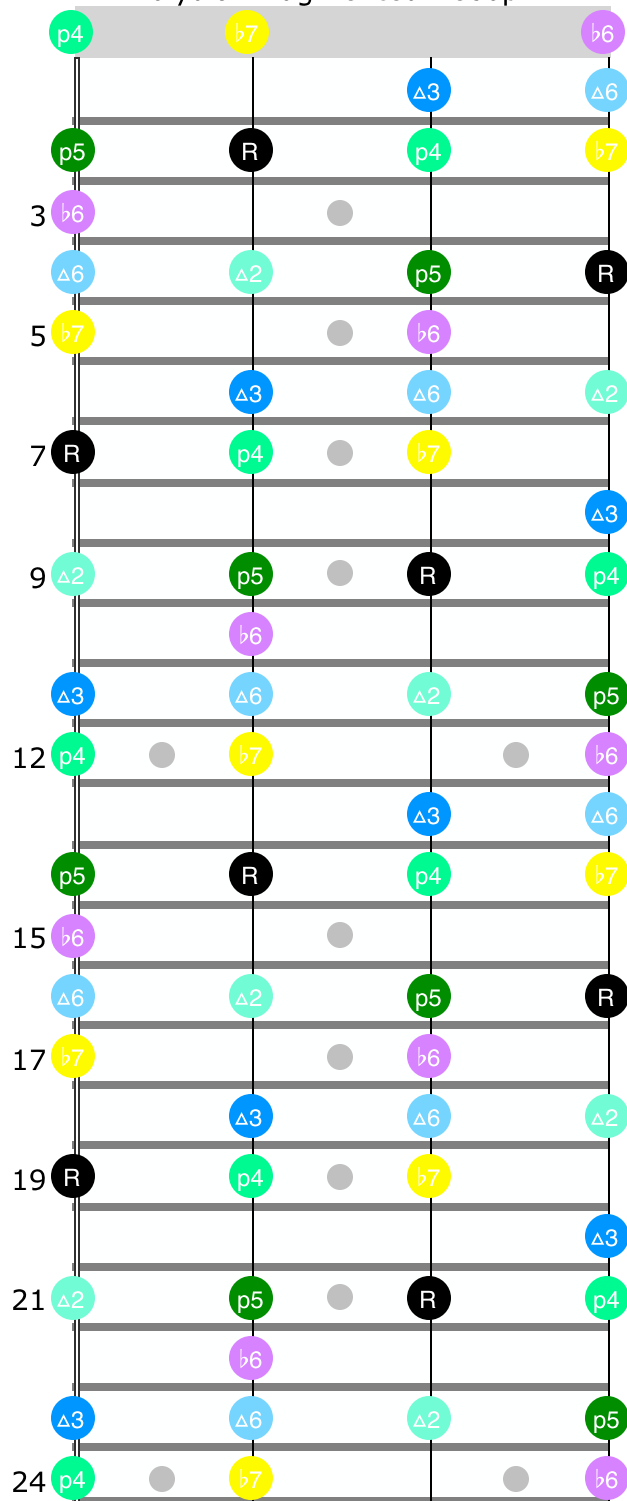 p4 ♭7 ♭6
△3 △6
p5 R p4 ♭7
3 ♭6
△6 △2 p5 R
5 ♭7 ♭6
△3 △6 △2
7 R p4 ♭7
△3
9 △2 p5 R p4
♭6
△3 △6 △2 p5
12 p4 ♭7 ♭6
△3 △6
p5 R p4 ♭7
15 ♭6
△6 △2 p5 R
17 ♭7 ♭6
△3 △6 △2
19 R p4 ♭7
△3
21 △2 p5 R p4
♭6
△3 △6 △2 p5
24 p4 ♭7 ♭6